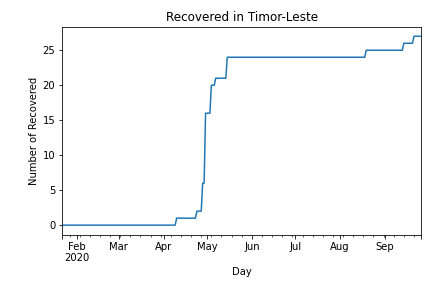 Recovered in Timor-Leste
Number of Recovered
25
20
15
10
5
0
Feb Mar Apr May Jun Jul Aug Sep
2020
Day